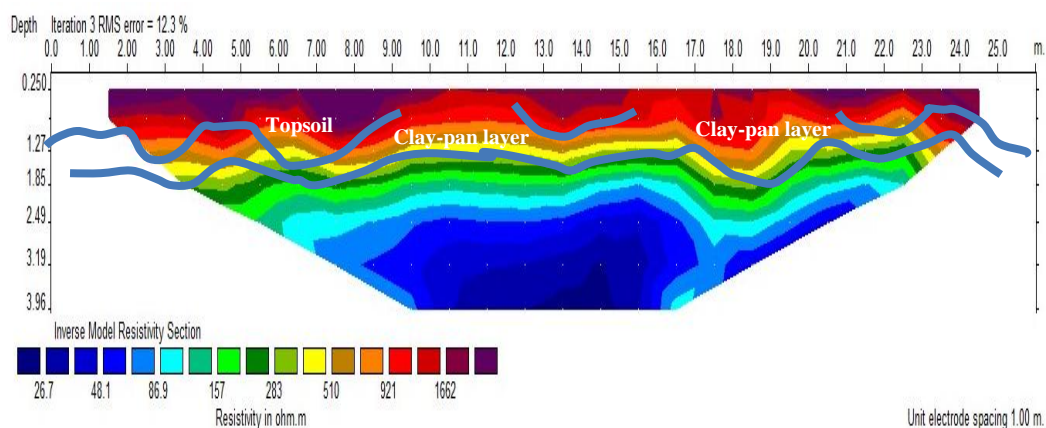 Depth Iteration 3 RMS error = 12.3 %
0.0 1.00 2.00 3.00 4.00 5.00 6.00 7.00 8.00 9.00 10.0 11.0 12.0 13.0 14.0 15.0 16.0 17.0 18.0 19.0 20.0 21.0 22.0 23.0 24.0 25.0 m.
0.250
Topsoil
Clay-pan layer
Clay-pan layer
1.27
1.85
2.49
3.19
3.96
Inverse Model Resistivity Section
26.7 48.1 86.9 157 283 510 921 1662
Resistivity in ohm.m
Unit electrode spacing 1.00 m.